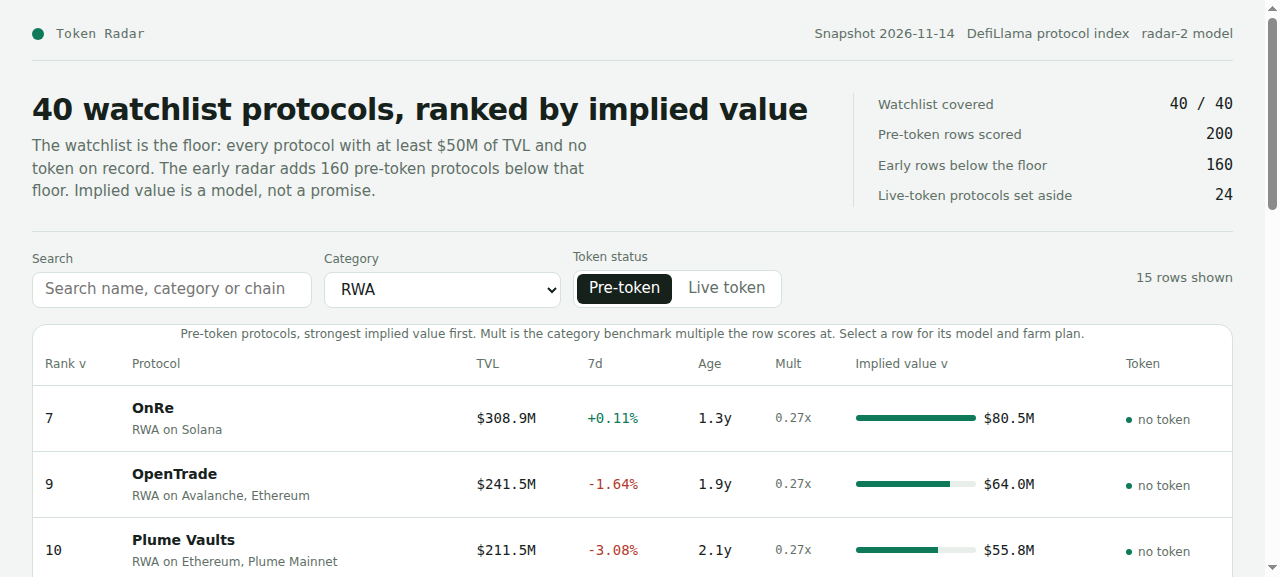 Token Radar
Snapshot 2026-11-14 DefiLlama protocol index radar-2 model
40 watchlist protocols, ranked by implied value
The watchlist is the floor: every protocol with at least $50M of TVL and no
token on record. The early radar adds 160 pre-token protocols below that
floor. Implied value is a model, not a promise.
Watchlist covered 40 / 40
Pre-token rows scored 200
Early rows below the floor 160
Live-token protocols set aside 24
Search Category Token status
Search name, category or chain RWA Pre-token Live token 15 rows shown
Pre-token protocols, strongest implied value first. Mult is the category benchmark multiple the row scores at. Select a row for its model and farm plan.
Rank v Protocol TVL 7d Age Mult Implied value v Token
7 OnRe $308.9M +0.11% 1.3y 0.27x $80.5M no token
RWA on Solana
9 OpenTrade $241.5M -1.64% 1.9y 0.27x $64.0M no token
RWA on Avalanche, Ethereum
10 Plume Vaults $211.5M -3.08% 2.1y 0.27x $55.8M no token
RWA on Ethereum, Plume Mainnet